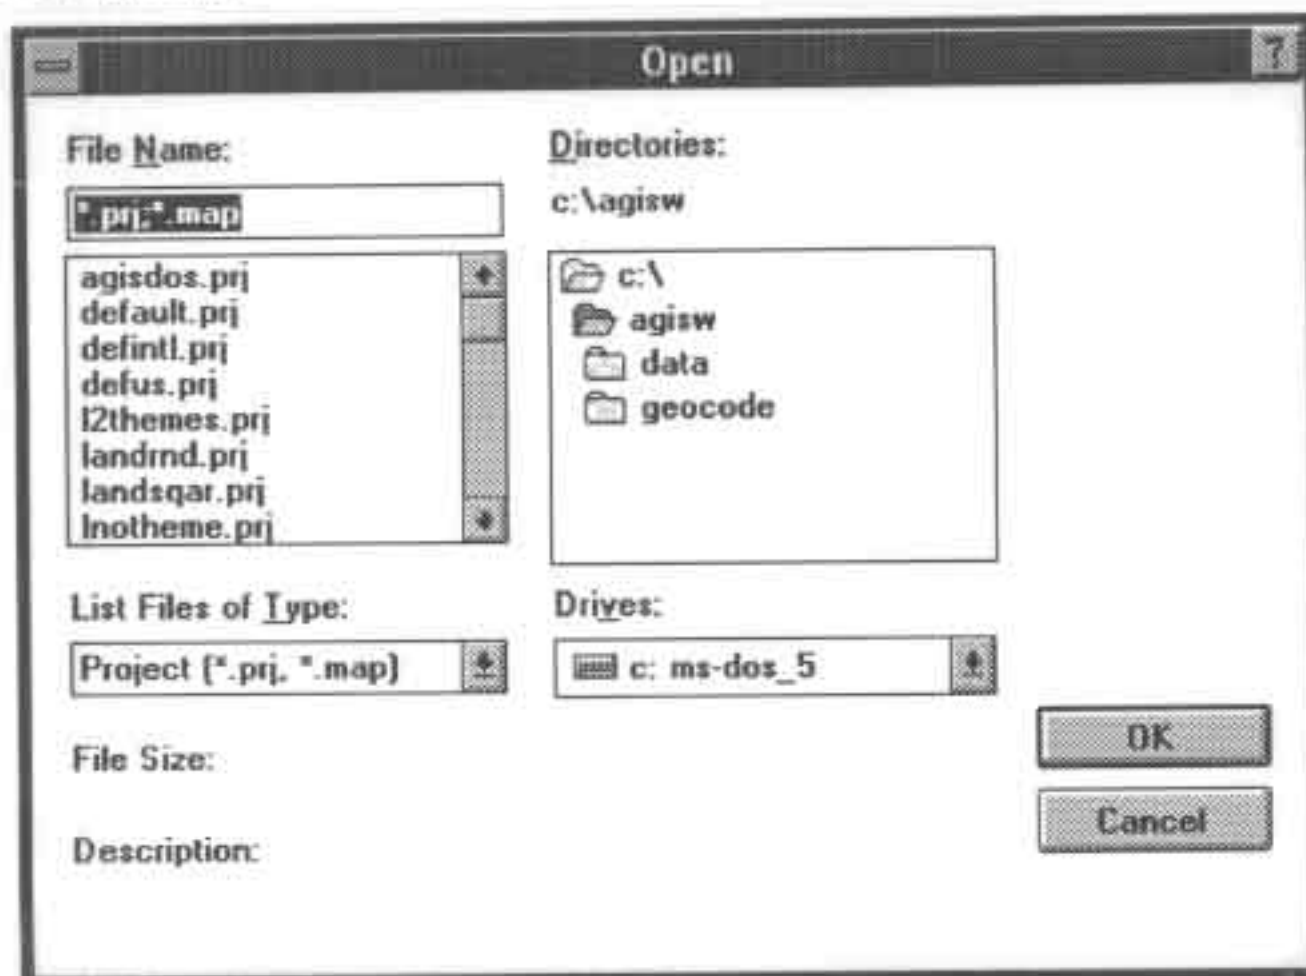 Open
?
File Name:
*.prj;*.map
agisdos.prj
default.prj
defintl.prj
defus.prj
l2themes.prj
landrnd.prj
landsqar.prj
lnotheme.prj
Directories:
c:\agisw
c:\
agisw
data
geocode
List Files of Type:
Project (*.prj, *.map)
Drives:
c: ms-dos_5
OK
Cancel
File Size:
Description: